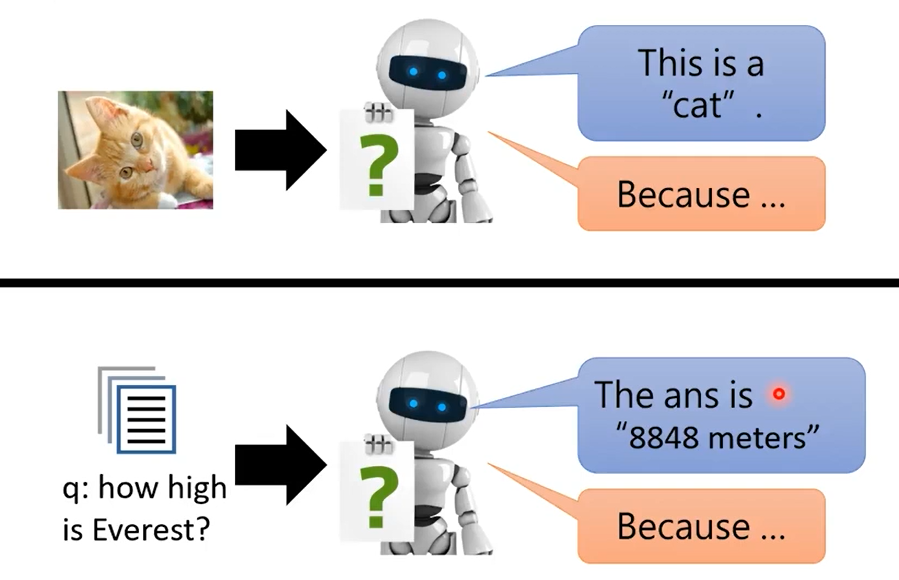 This is a
“cat” .
?
Because ...
The ans is
“8848 meters”
q: how high
is Everest?
?
Because ...